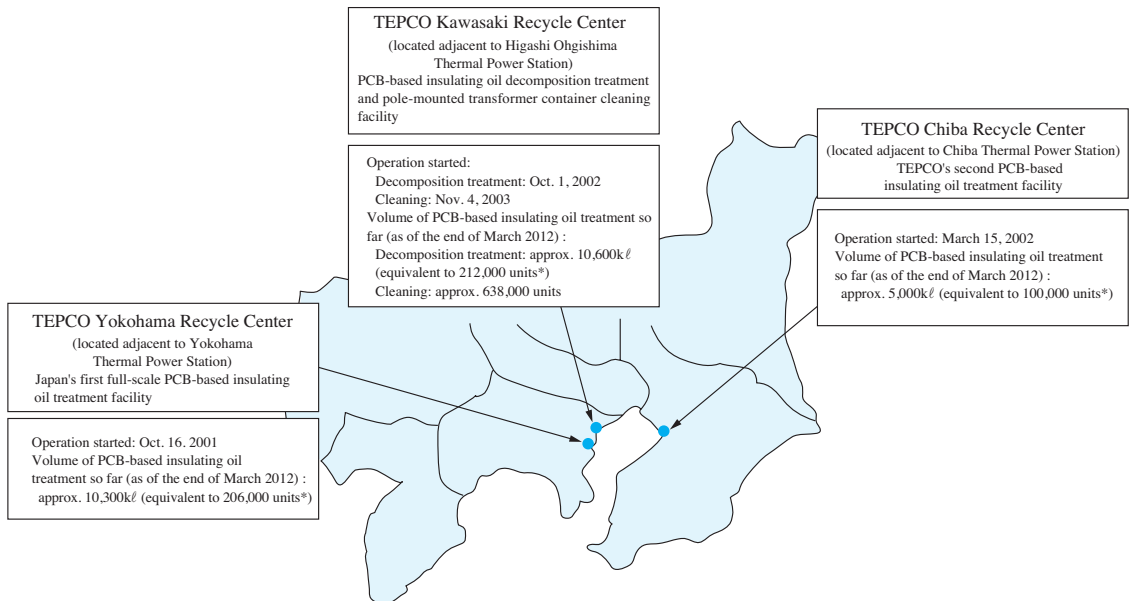 TEPCO Kawasaki Recycle Center
(located adjacent to Higashi Ohgishima
Thermal Power Station)
PCB-based insulating oil decomposition treatment
and pole-mounted transformer container cleaning
facility
Operation started:
Decomposition treatment: Oct. 1, 2002
Cleaning: Nov. 4, 2003
Volume of PCB-based insulating oil treatment so
far (as of the end of March 2012) :
Decomposition treatment: approx. 10,600kℓ
(equivalent to 212,000 units*)
Cleaning: approx. 638,000 units
TEPCO Chiba Recycle Center
(located adjacent to Chiba Thermal Power Station)
TEPCO's second PCB-based
insulating oil treatment facility
Operation started: March 15, 2002
Volume of PCB-based insulating oil treatment
so far (as of the end of March 2012) :
approx. 5,000kℓ (equivalent to 100,000 units*)
TEPCO Yokohama Recycle Center
(located adjacent to Yokohama
Thermal Power Station)
Japan's first full-scale PCB-based insulating
oil treatment facility
Operation started: Oct. 16. 2001
Volume of PCB-based insulating oil
treatment so far (as of the end of March 2012) :
approx. 10,300kℓ (equivalent to 206,000 units*)